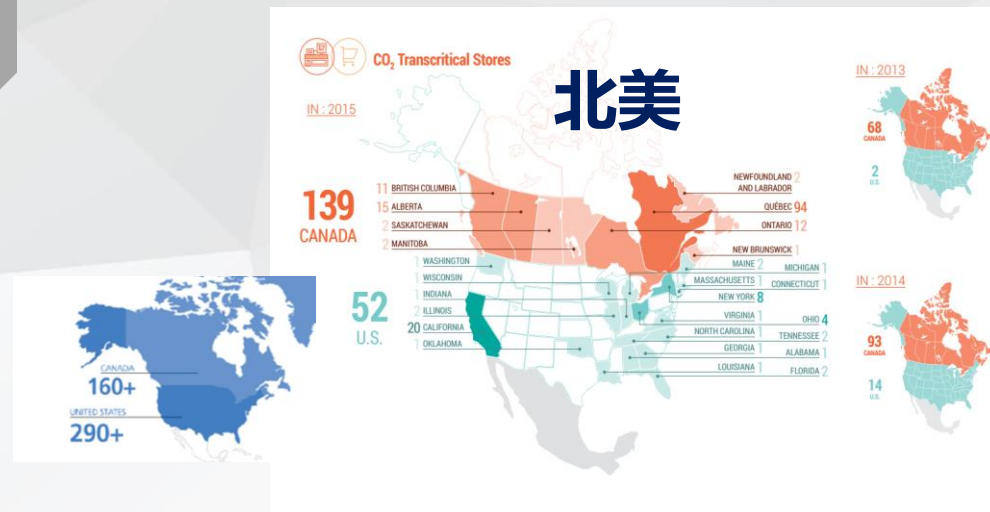 CO₂ Transcritical Stores
北美
IN : 2015
139
CANADA
11 BRITISH COLUMBIA
15 ALBERTA
2 SASKATCHEWAN
2 MANITOBA
NEWFOUNDLAND 2
AND LABRADOR
QUÉBEC 94
ONTARIO 12
NEW BRUNSWICK 1
52
U.S.
1 WASHINGTON
1 WISCONSIN
1 INDIANA
2 ILLINOIS
20 CALIFORNIA
1 OKLAHOMA
MAINE 2
MICHIGAN 1
MASSACHUSETTS 1
CONNECTICUT 1
NEW YORK 8
VIRGINIA 1
OHIO 4
NORTH CAROLINA 1
TENNESSEE 2
GEORGIA 1
ALABAMA 1
LOUISIANA 1
FLORIDA 2
IN : 2013
68
CANADA
2
U.S.
IN : 2014
93
CANADA
14
U.S.
CANADA
160+
UNITED STATES
290+